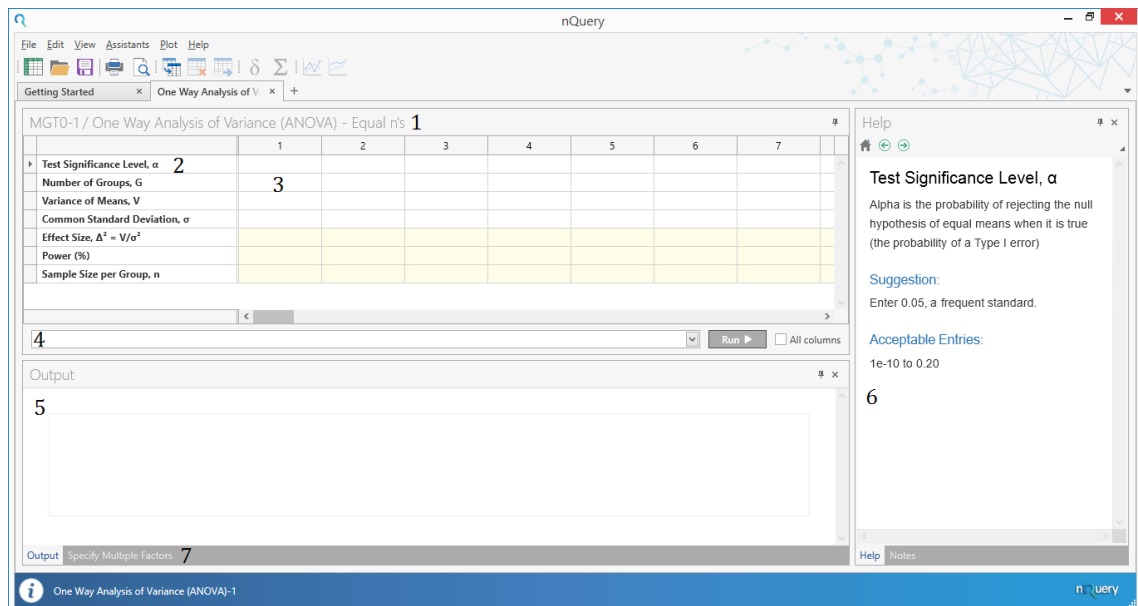 nQuery
File Edit View Assistants Plot Help
δ Σ
Getting Started × One Way Analysis of V × +
MGT0-1 / One Way Analysis of Variance (ANOVA) - Equal n's 1
1 2 3 4 5 6 7
Test Significance Level, α 2
Number of Groups, G 3
Variance of Means, V
Common Standard Deviation, σ
Effect Size, Δ² = V/σ²
Power (%)
Sample Size per Group, n
4 Run All columns
Output
5
Output Specify Multiple Factors 7
Help
Test Significance Level, α
Alpha is the probability of rejecting the null
hypothesis of equal means when it is true
(the probability of a Type I error)
Suggestion:
Enter 0.05, a frequent standard.
Acceptable Entries:
1e-10 to 0.20
6
Help Notes
i One Way Analysis of Variance (ANOVA)-1
nQuery